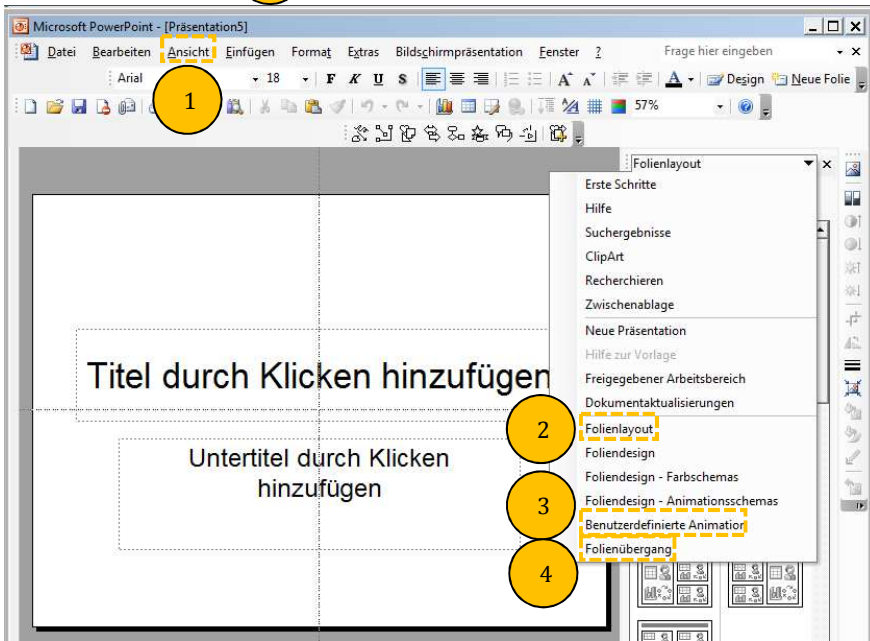 Microsoft PowerPoint - [Präsentation5]
Datei Bearbeiten Ansicht Einfügen Format Extras Bildschirmpräsentation Fenster ? Frage hier eingeben
Arial 18 F K U S Design Neue Folie
1
57%
Folienlayout
Erste Schritte
Hilfe
Suchergebnisse
ClipArt
Recherchieren
Zwischenablage
Neue Präsentation
Hilfe zur Vorlage
Freigegebener Arbeitsbereich
Dokumentaktualisierungen
2 Folienlayout
Foliendesign
Foliendesign - Farbschemas
Foliendesign - Animationsschemas
3 Benutzerdefinierte Animation
Folienübergang
4
Titel durch Klicken hinzufügen
Untertitel durch Klicken
hinzufügen